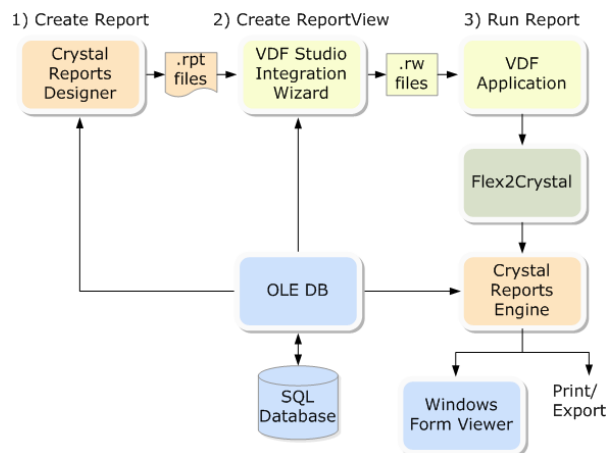 1) Create Report
2) Create ReportView
3) Run Report
Crystal
Reports
Designer
.rpt
files
VDF Studio
Integration
Wizard
.rw
files
VDF
Application
Flex2Crystal
OLE DB
Crystal
Reports
Engine
SQL
Database
Windows
Form Viewer
Print/
Export